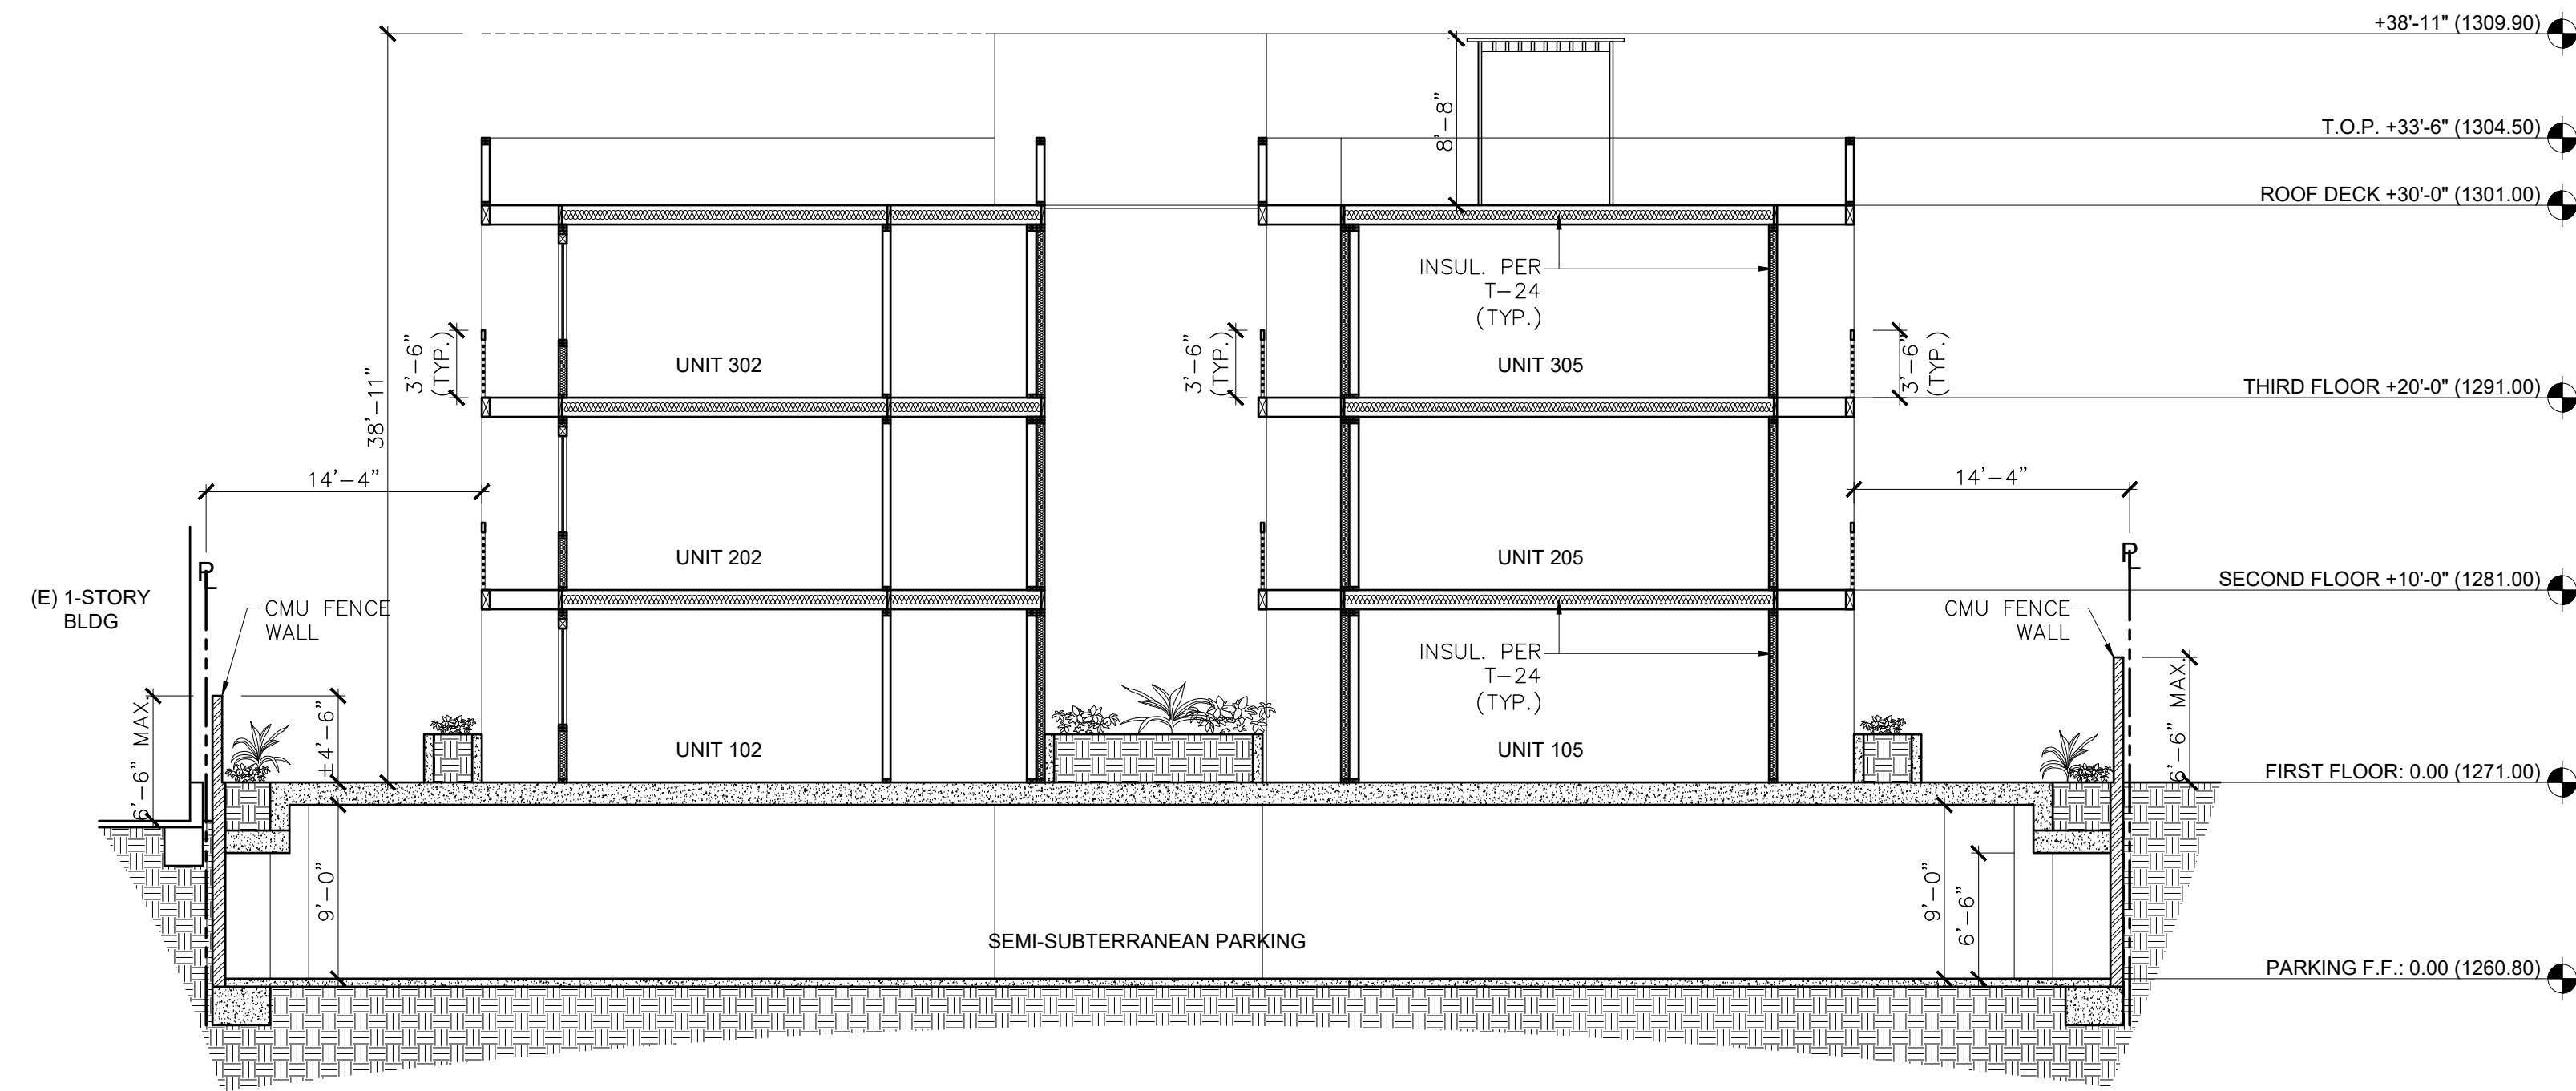 +38'-11" (1309.90)
T.O.P. +33'-6" (1304.50)
8'-8"
ROOF DECK +30'-0" (1301.00)
INSUL. PER
T-24
(TYP.)
3'-6"
(TYP.)
3'-6"
(TYP.)
3'-6"
(TYP.)
UNIT 302
UNIT 305
THIRD FLOOR +20'-0" (1291.00)
38'-11"
14'-4"
14'-4"
UNIT 202
UNIT 205
PL
PL
SECOND FLOOR +10'-0" (1281.00)
(E) 1-STORY
BLDG
CMU FENCE
WALL
CMU FENCE
WALL
INSUL. PER
T-24
(TYP.)
6'-6" MAX.
±4'-6"
6'-6" MAX.
UNIT 102
UNIT 105
FIRST FLOOR: 0.00 (1271.00)
9'-0"
9'-0"
6'-6"
SEMI-SUBTERRANEAN PARKING
PARKING F.F.: 0.00 (1260.80)